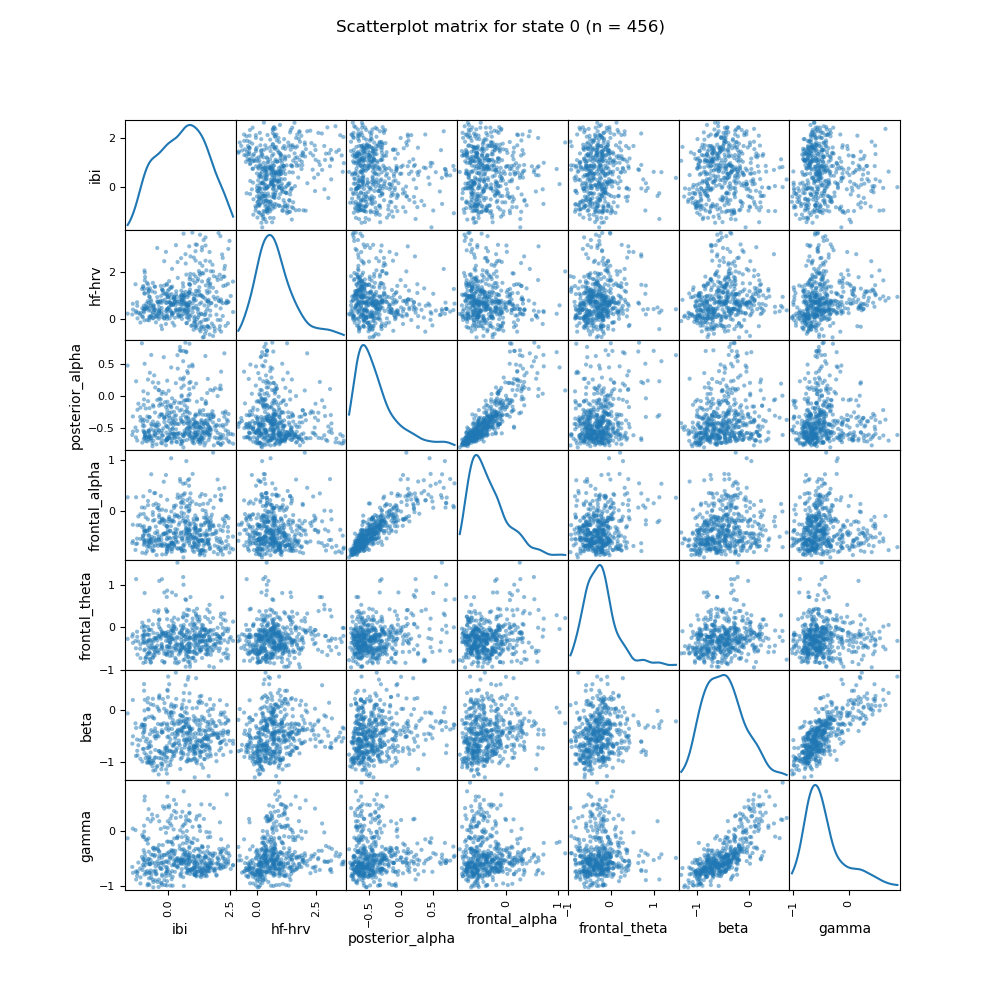 Scatterplot matrix for state 0 (n = 456)
ibi
2
0
hf-hrv
2
0
posterior_alpha
0.5
0.0
−0.5
frontal_alpha
1
0
frontal_theta
1
0
−1
beta
0
−1
gamma
0
−1
0.0 2.5 0.0 2.5 −0.5 0.0 0.5 0 1 −1 0 1 −1 0 −1 0
ibi hf-hrv posterior_alpha frontal_alpha frontal_theta beta gamma